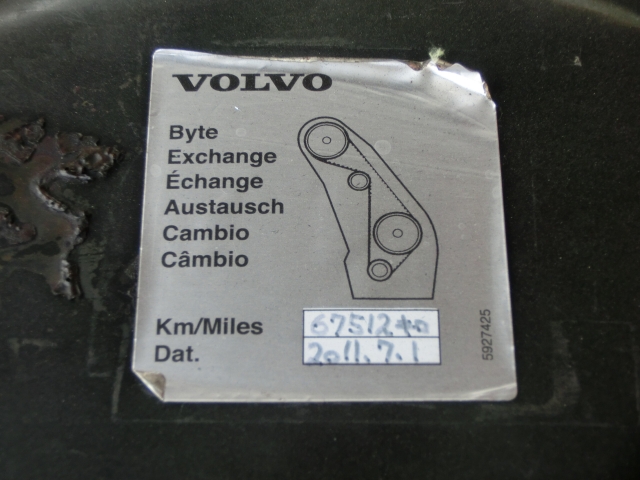 VOLVO
Byte
Exchange
Échange
Austausch
Cambio
Câmbio
Km/Miles 67512
Dat. 2011.7.1
5927425